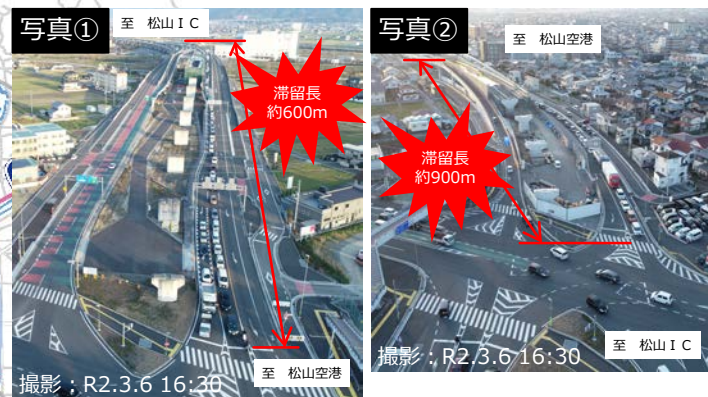 写真①
至 松山IC
滞留長
約600m
至 松山空港
撮影：R2.3.6 16:30
写真②
至 松山空港
滞留長
約900m
至 松山IC
撮影：R2.3.6 16:30